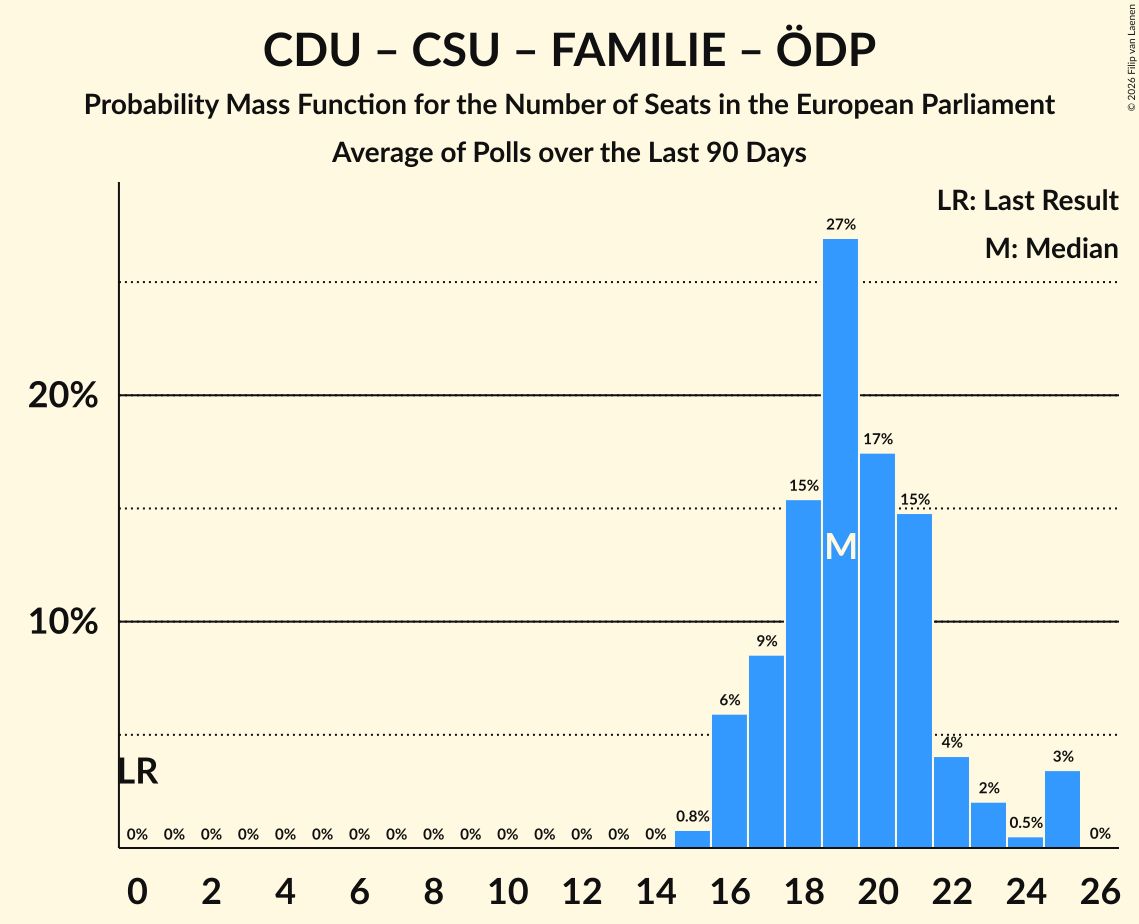 CDU – CSU – FAMILIE – ÖDP
Probability Mass Function for the Number of Seats in the European Parliament
Average of Polls over the Last 90 Days
© 2026 Filip van Laenen
LR: Last Result
M: Median
27%
20%
17%
15%
15%
M
10%
9%
6%
4%
3%
2%
LR
0.8%
0.5%
0% 0% 0% 0% 0% 0% 0% 0% 0% 0% 0% 0% 0% 0% 0% 0%
0 2 4 6 8 10 12 14 16 18 20 22 24 26